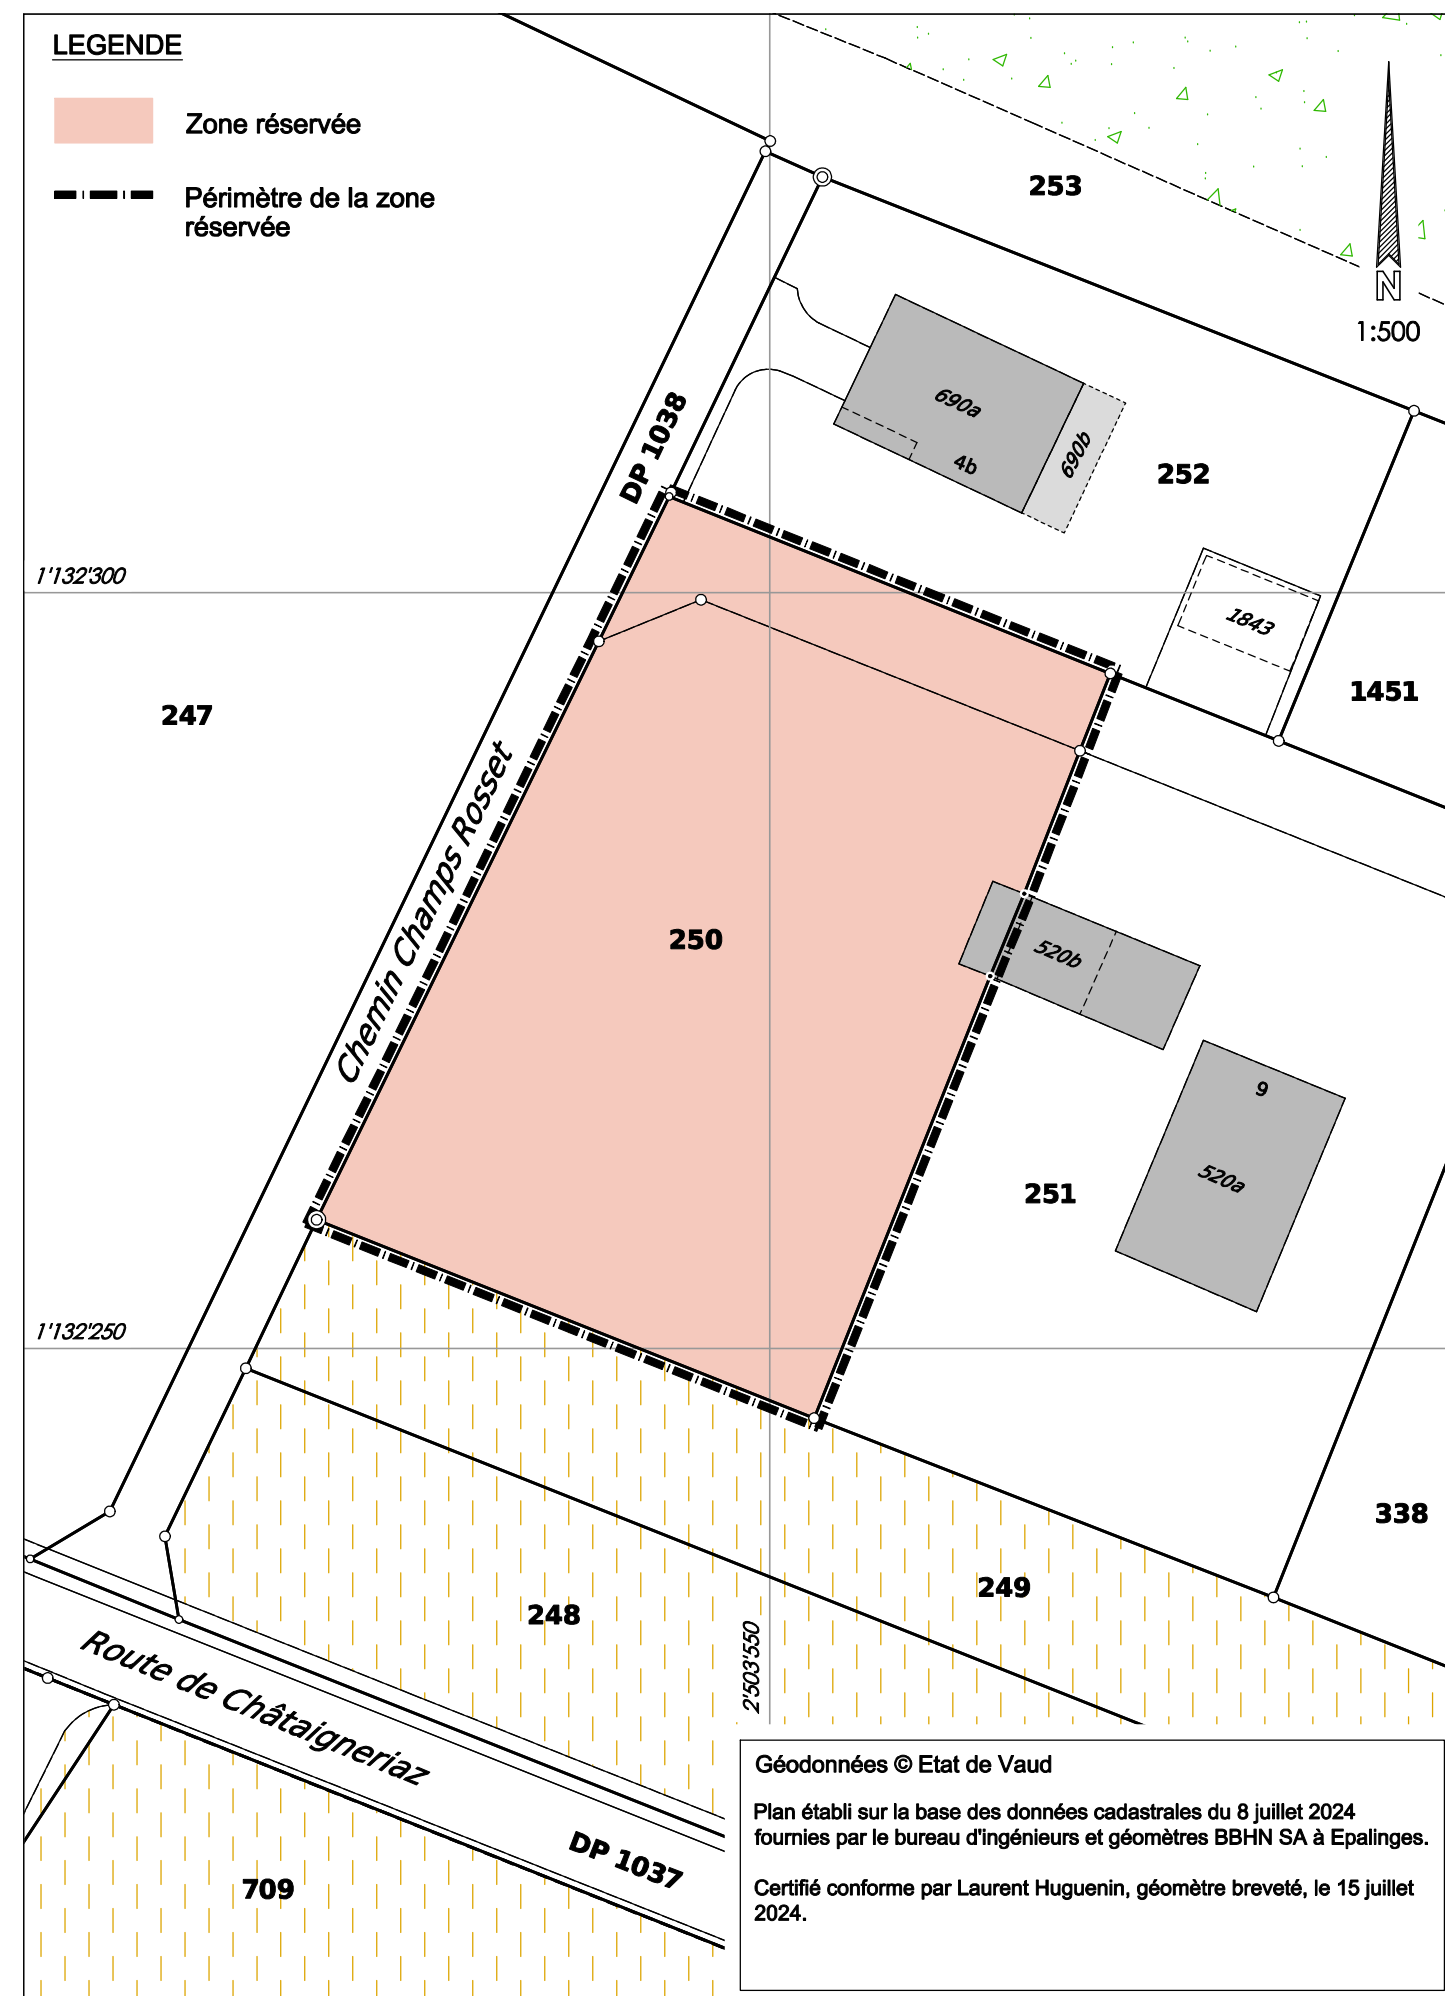 LEGENDE
Zone réservée
Périmètre de la zone
réservée
253
N
1:500
690a
4b
690b
252
DP 1038
1'132'300
1843
1451
247
Chemin Champs Rosset
250
520b
9
520a
251
1'132'250
338
249
248
2'503'550
Route de Châtaigneriaz
DP 1037
709
Géodonnées © Etat de Vaud
Plan établi sur la base des données cadastrales du 8 juillet 2024
fournies par le bureau d'ingénieurs et géomètres BBHN SA à Epalinges.
Certifié conforme par Laurent Huguenin, géomètre breveté, le 15 juillet
2024.